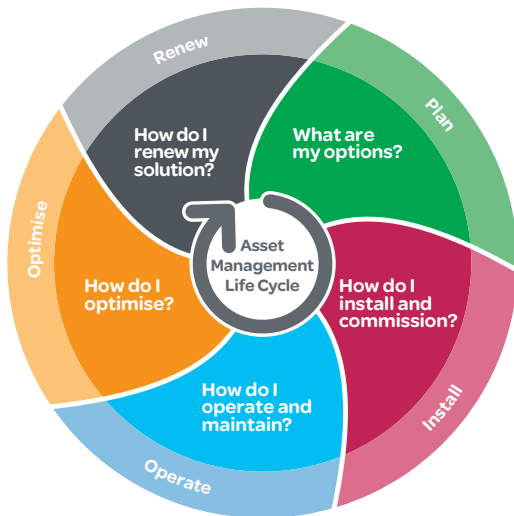 Renew
Plan
How do I
renew my
solution?
What are
my options?
Optimise
Asset
Management
Life Cycle
How do I
optimise?
How do I
install and
commission?
How do I
operate and
maintain?
Install
Operate